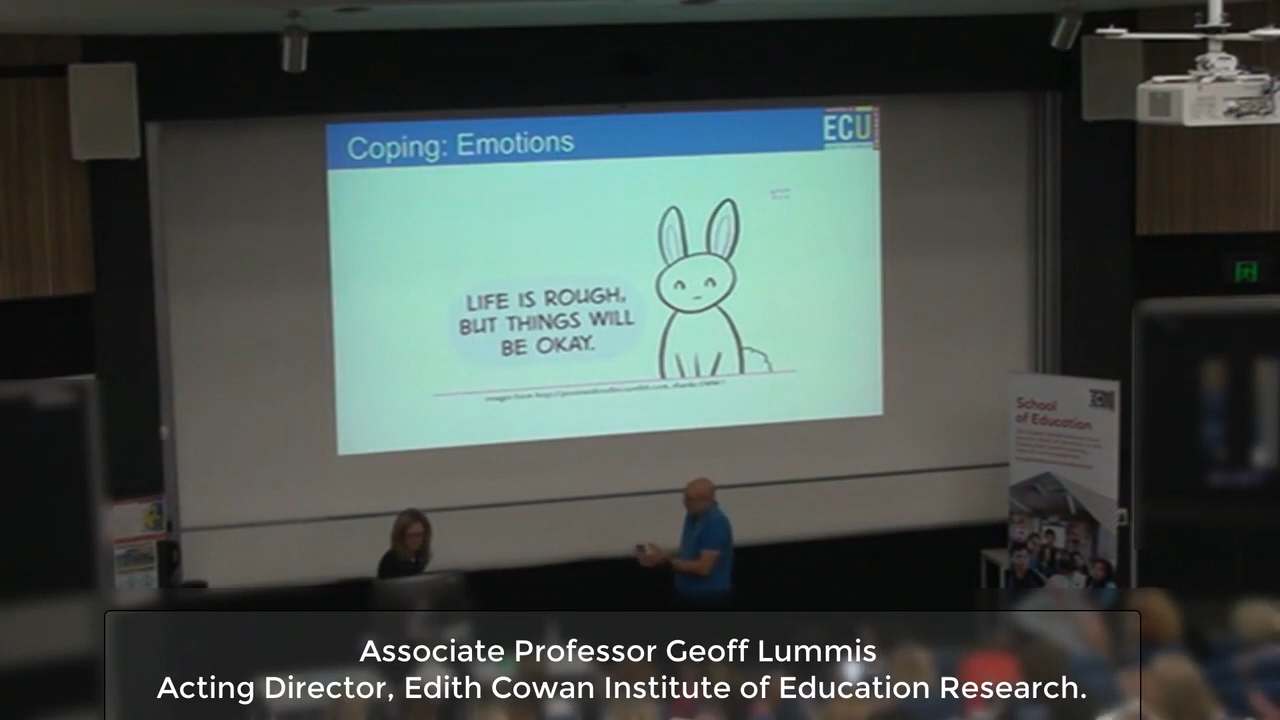 Coping: Emotions
ECU
LIFE IS ROUGH,
BUT THINGS WILL
BE OKAY.
School
of Education
ECU
Associate Professor Geoff Lummis
Acting Director, Edith Cowan Institute of Education Research.